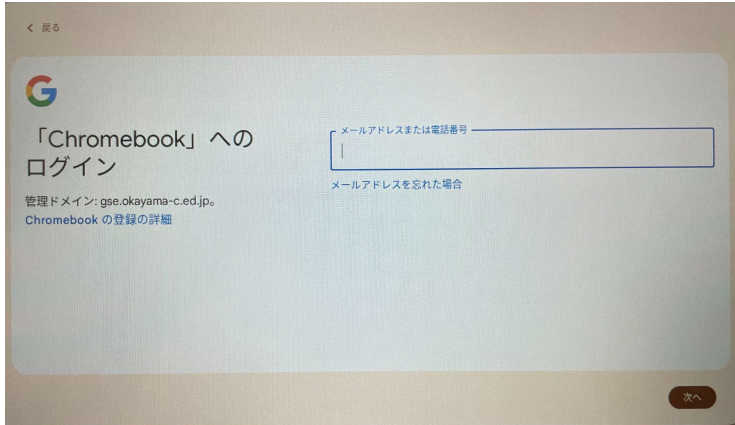 戻る
「Chromebook」への
ログイン
管理ドメイン: gse.okayama-c.ed.jp。
Chromebook の登録の詳細
メールアドレスまたは電話番号
メールアドレスを忘れた場合
次へ